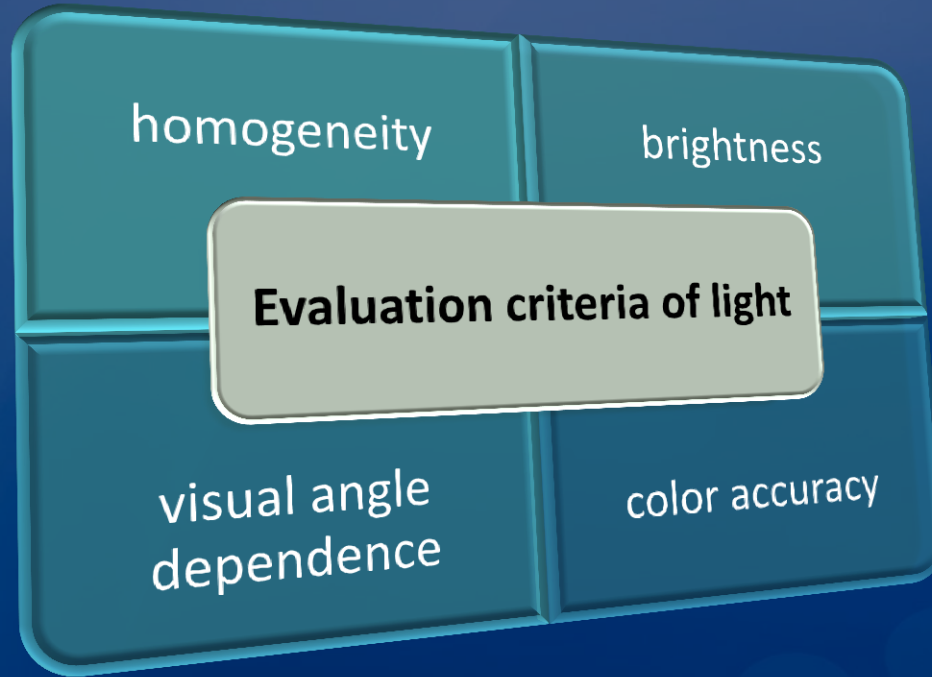 homogeneity
brightness
Evaluation criteria of light
visual angle
dependence
color accuracy